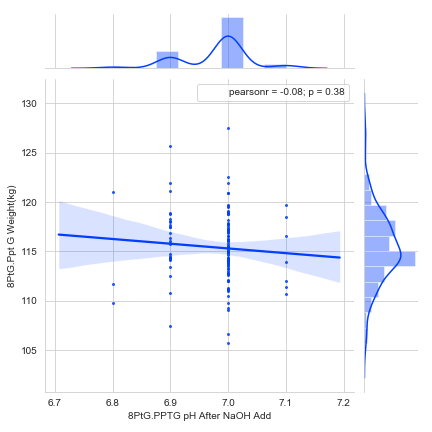 pearsonr = -0.08; p = 0.38
130
125
120
115
110
105
8PtG.Ppt G Weight(kg)
6.7 6.8 6.9 7.0 7.1 7.2
8PtG.PPTG pH After NaOH Add